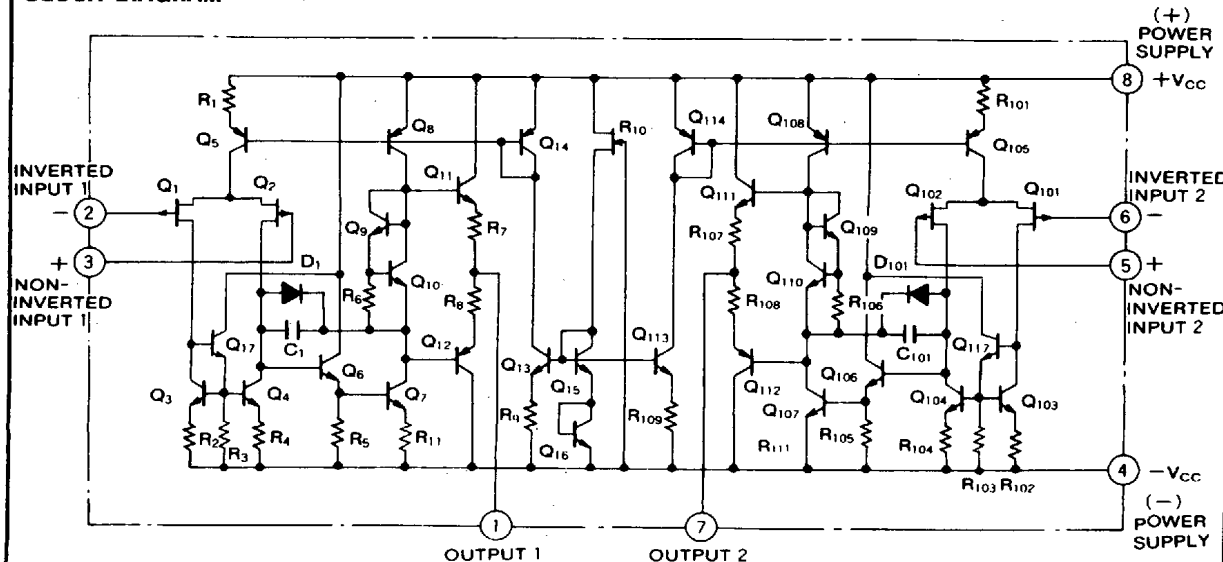 (+)
POWER
SUPPLY
8 +VCC
R1
R101
Q5
Q8
Q14
R10
Q114
Q108
Q105
INVERTED
INPUT 1
Q1
Q2
Q11
Q111
Q102
Q101
INVERTED
INPUT 2
- 2
6 -
Q9
R7
R107
Q109
+ 3
5 +
NON-
INVERTED
INPUT 1
D1
R6
Q10
R8
R108
Q110
R106
D101
NON-
INVERTED
INPUT 2
C1
C101
Q17
Q12
Q13
Q113
Q117
Q3
Q4
Q6
Q7
Q15
Q112
Q106
Q104
Q103
Q107
R2
R3
R4
R5
R11
R9
Q16
R109
R111
R105
R104
R103
R102
4 -VCC
(-)
POWER
SUPPLY
1
7
OUTPUT 1
OUTPUT 2